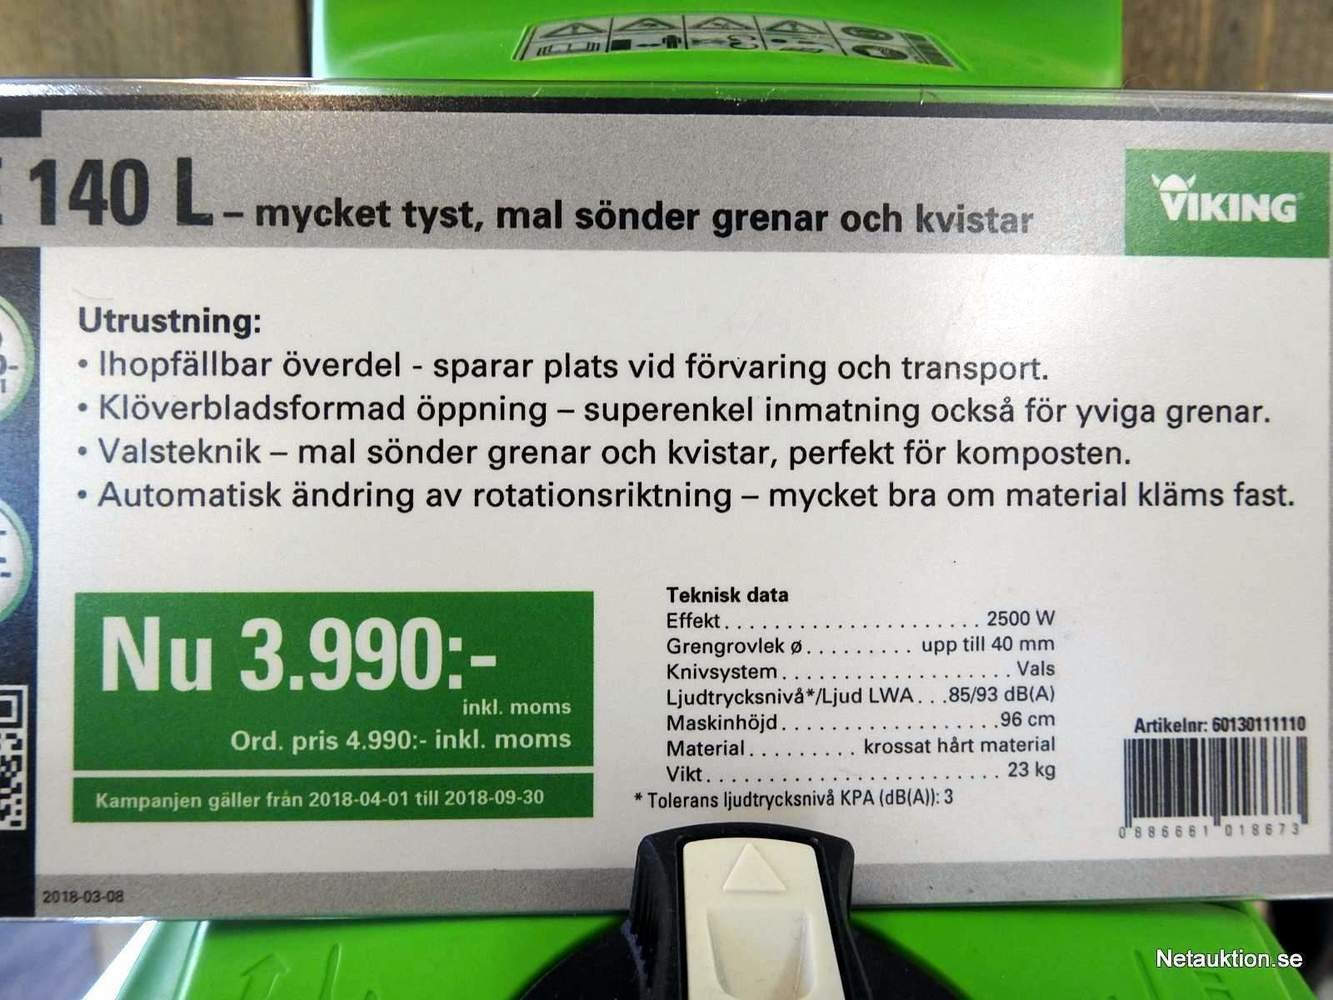 140 L – mycket tyst, mal sönder grenar och kvistar
VIKING
Utrustning:
• Ihopfällbar överdel - sparar plats vid förvaring och transport.
• Klöverbladsformad öppning – superenkel inmatning också för yviga grenar.
• Valsteknik – mal sönder grenar och kvistar, perfekt för komposten.
• Automatisk ändring av rotationsriktning – mycket bra om material kläms fast.
Nu 3.990:-
inkl. moms
Ord. pris 4.990:- inkl. moms
Kampanjen gäller från 2018-04-01 till 2018-09-30
Teknisk data
Effekt . . . . . . . . . . . . . . . . . . . . . 2500 W
Grengrovlek ø . . . . . . . . . upp till 40 mm
Knivsystem . . . . . . . . . . . . . . . . . . . Vals
Ljudtrycksnivå*/Ljud LWA . . . 85/93 dB(A)
Maskinhöjd . . . . . . . . . . . . . . . . . . 96 cm
Material . . . . . . . . . krossat hårt material
Vikt . . . . . . . . . . . . . . . . . . . . . . . . 23 kg
* Tolerans ljudtrycksnivå KPA (dB(A)): 3
Artikelnr: 60130111110
0 886661 018673
2018-03-08
Netauktion.se